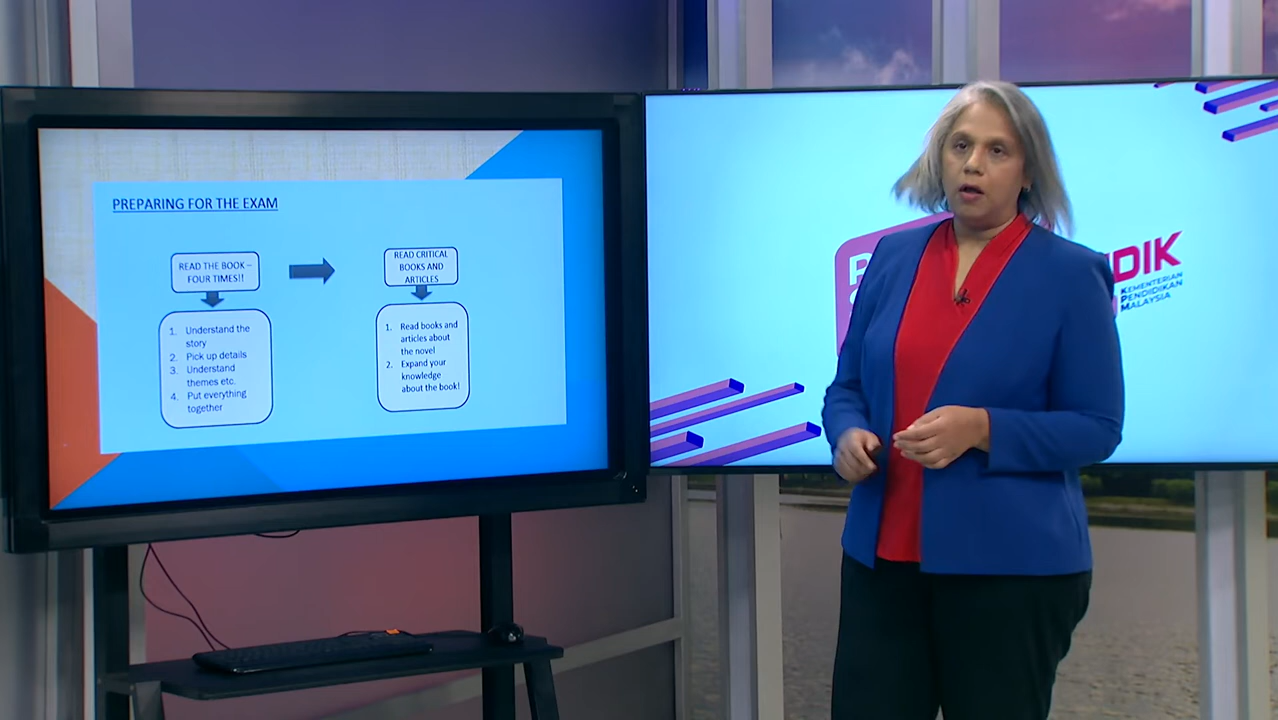 PREPARING FOR THE EXAM
READ THE BOOK –
FOUR TIMES!!
READ CRITICAL
BOOKS AND
ARTICLES
1. Understand the
story
2. Pick up details
3. Understand
themes etc.
4. Put everything
together
1. Read books and
articles about
the novel
2. Expand your
knowledge
about the book!
DIK
KEMENTERIAN
PENDIDIKAN
MALAYSIA